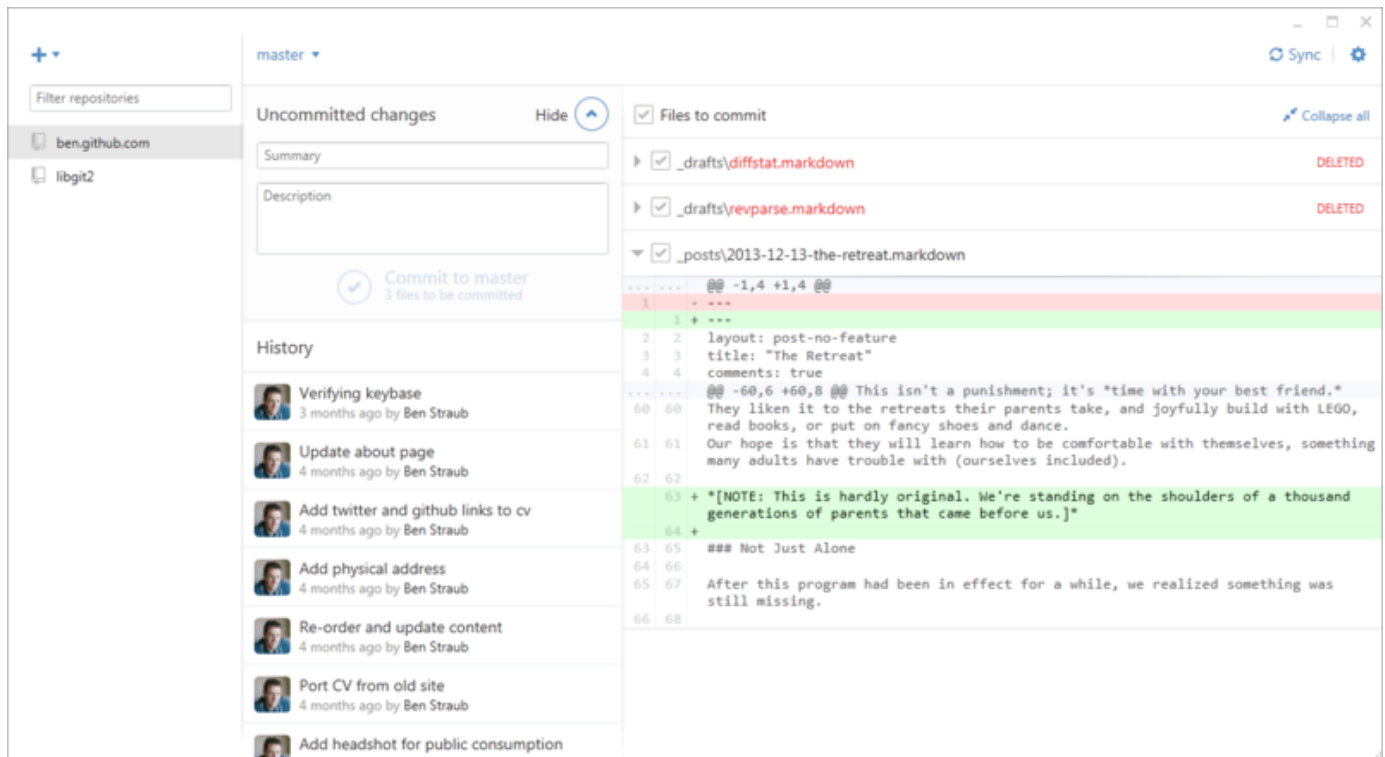 master
Sync
Filter repositories
ben.github.com
libgit2
Uncommitted changes
Hide
Summary
Description
Commit to master
3 files to be committed
History
Verifying keybase
3 months ago by Ben Straub
Update about page
4 months ago by Ben Straub
Add twitter and github links to cv
4 months ago by Ben Straub
Add physical address
4 months ago by Ben Straub
Re-order and update content
4 months ago by Ben Straub
Port CV from old site
4 months ago by Ben Straub
Add headshot for public consumption
Files to commit
Collapse all
_drafts\diffstat.markdown DELETED
_drafts\revparse.markdown DELETED
_posts\2013-12-13-the-retreat.markdown
... ... @@ -1,4 +1,4 @@
1 - ---
1 + ---
2 2 layout: post-no-feature
3 3 title: "The Retreat"
4 4 comments: true
... ... @@ -60,6 +60,8 @@ This isn't a punishment; it's *time with your best friend.*
60 60 They liken it to the retreats their parents take, and joyfully build with LEGO,
read books, or put on fancy shoes and dance.
61 61 Our hope is that they will learn how to be comfortable with themselves, something
many adults have trouble with (ourselves included).
62 62
63 + *[NOTE: This is hardly original. We're standing on the shoulders of a thousand
generations of parents that came before us.]*
64 +
63 65 ### Not Just Alone
64 66
65 67 After this program had been in effect for a while, we realized something was
still missing.
66 68